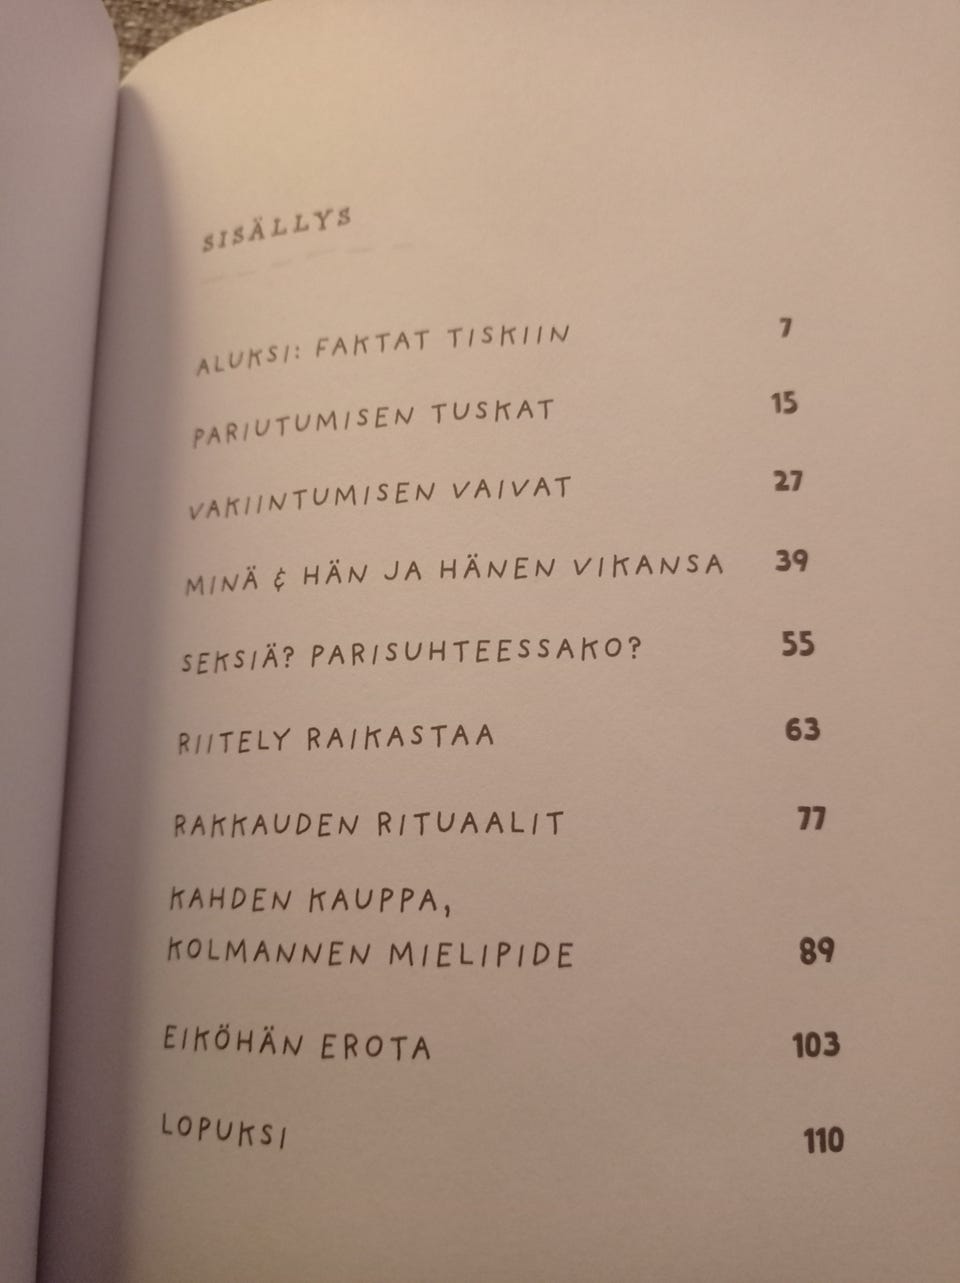 SISÄLLYS
ALUKSI: FAKTAT TISKIIN 7
PARIUTUMISEN TUSKAT 15
VAKIINTUMISEN VAIVAT 27
MINÄ & HÄN JA HÄNEN VIKANSA 39
SEKSIÄ? PARISUHTEESSAKO? 55
RIITELY RAIKASTAA 63
RAKKAUDEN RITUAALIT 77
KAHDEN KAUPPA,
KOLMANNEN MIELIPIDE 89
EIKÖHÄN EROTA 103
LOPUKSI 110